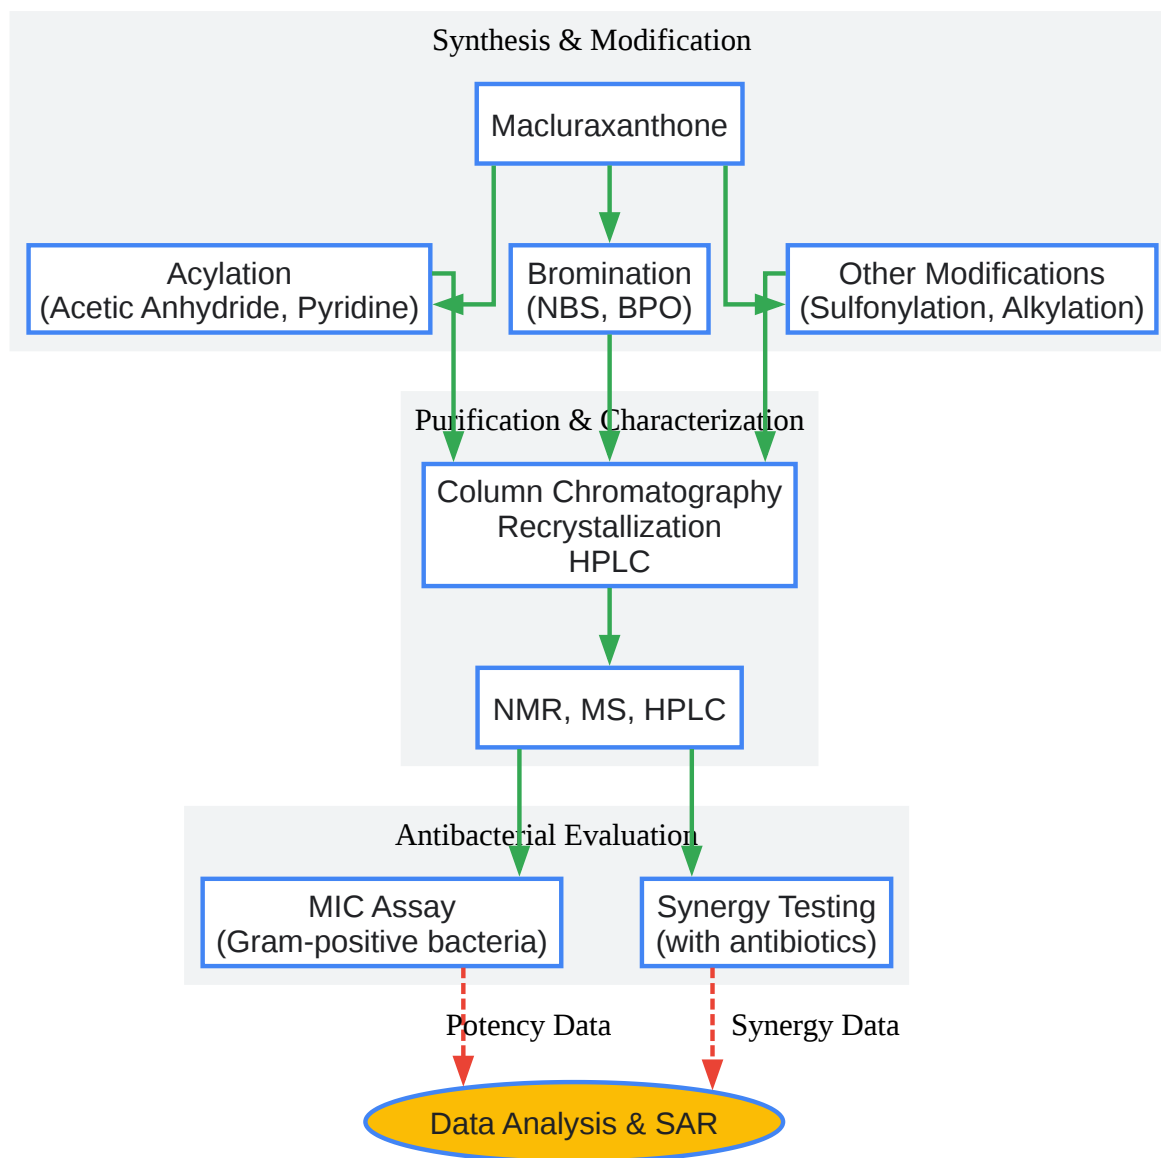 Synthesis & Modification
Macluraxanthone
Acylation
(Acetic Anhydride, Pyridine)
Bromination
(NBS, BPO)
Other Modifications
(Sulfonylation, Alkylation)
Purification & Characterization
Column Chromatography
Recrystallization
HPLC
NMR, MS, HPLC
Antibacterial Evaluation
MIC Assay
(Gram-positive bacteria)
Synergy Testing
(with antibiotics)
Potency Data
Synergy Data
Data Analysis & SAR